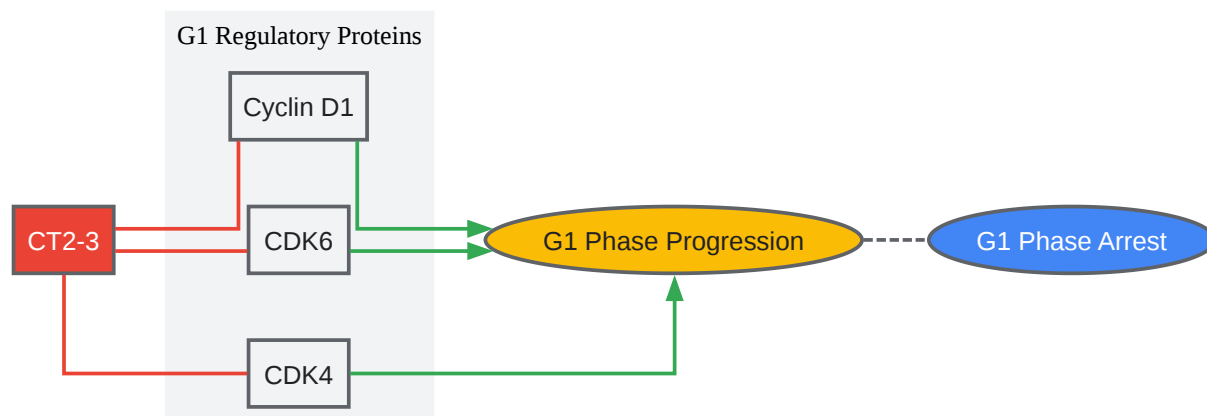 G1 Regulatory Proteins
Cyclin D1
CT2-3
CDK6
G1 Phase Progression
G1 Phase Arrest
CDK4